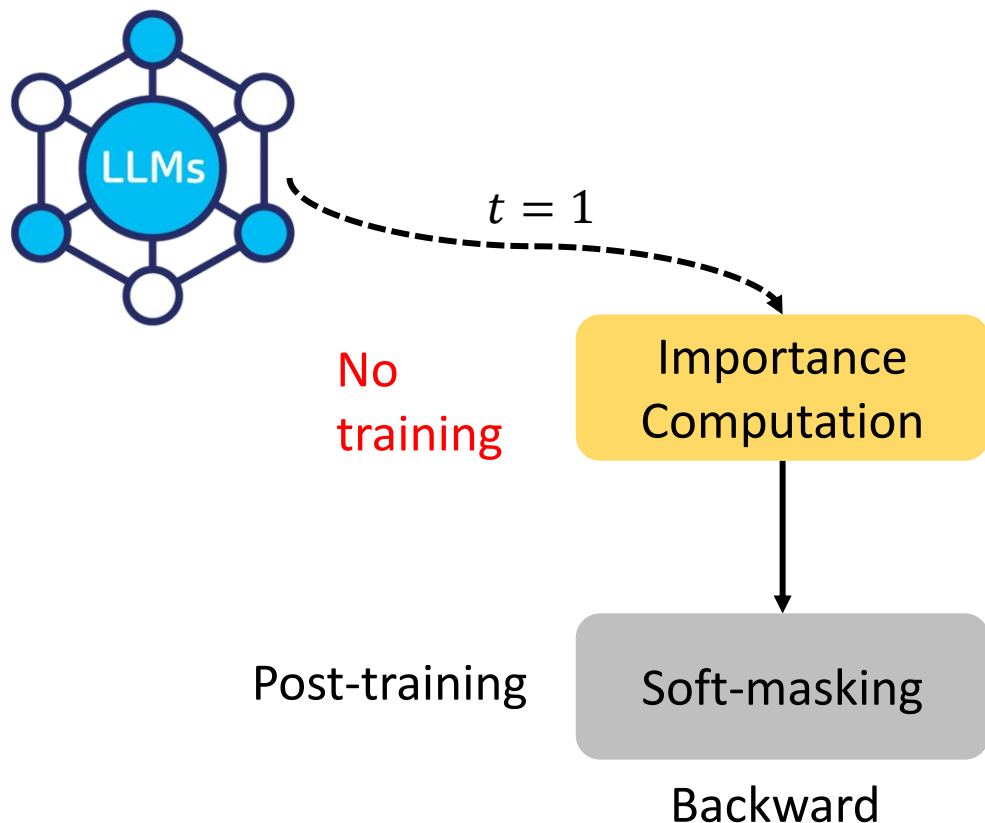 LLMs
t = 1
No
training
Importance
Computation
Post-training
Soft-masking
Backward